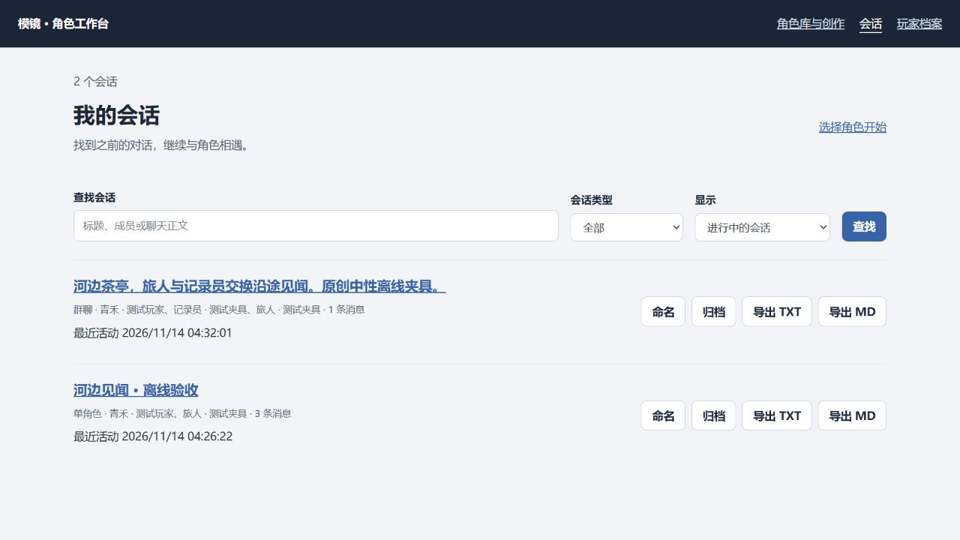 模镜·角色工作台
角色库与创作 会话 玩家档案
2 个会话
我的会话
找到之前的对话，继续与角色相遇。
选择角色开始
查找会话
标题、成员或聊天正文
会话类型
全部
显示
进行中的会话
查找
河边茶亭，旅人与记录员交换沿途见闻。原创中性离线夹具。
群聊 · 青禾 · 测试玩家、记录员 · 测试夹具、旅人 · 测试夹具 · 1 条消息
最近活动 2026/11/14 04:32:01
命名 归档 导出 TXT 导出 MD
河边见闻·离线验收
单角色 · 青禾 · 测试玩家、旅人 · 测试夹具 · 3 条消息
最近活动 2026/11/14 04:26:22
命名 归档 导出 TXT 导出 MD